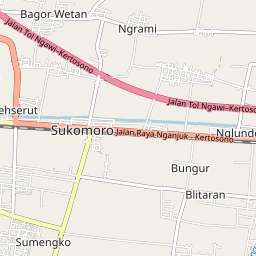 Bagor Wetan
Ngrami
Jalan Tol Ngawi-Kertosono
Jalan Tol Ngawi-Kertoso
ehserut
Sukomoro
Jalan Raya Nganjuk - Kertosono
Nglunde
Bungur
Blitaran
Sumengko